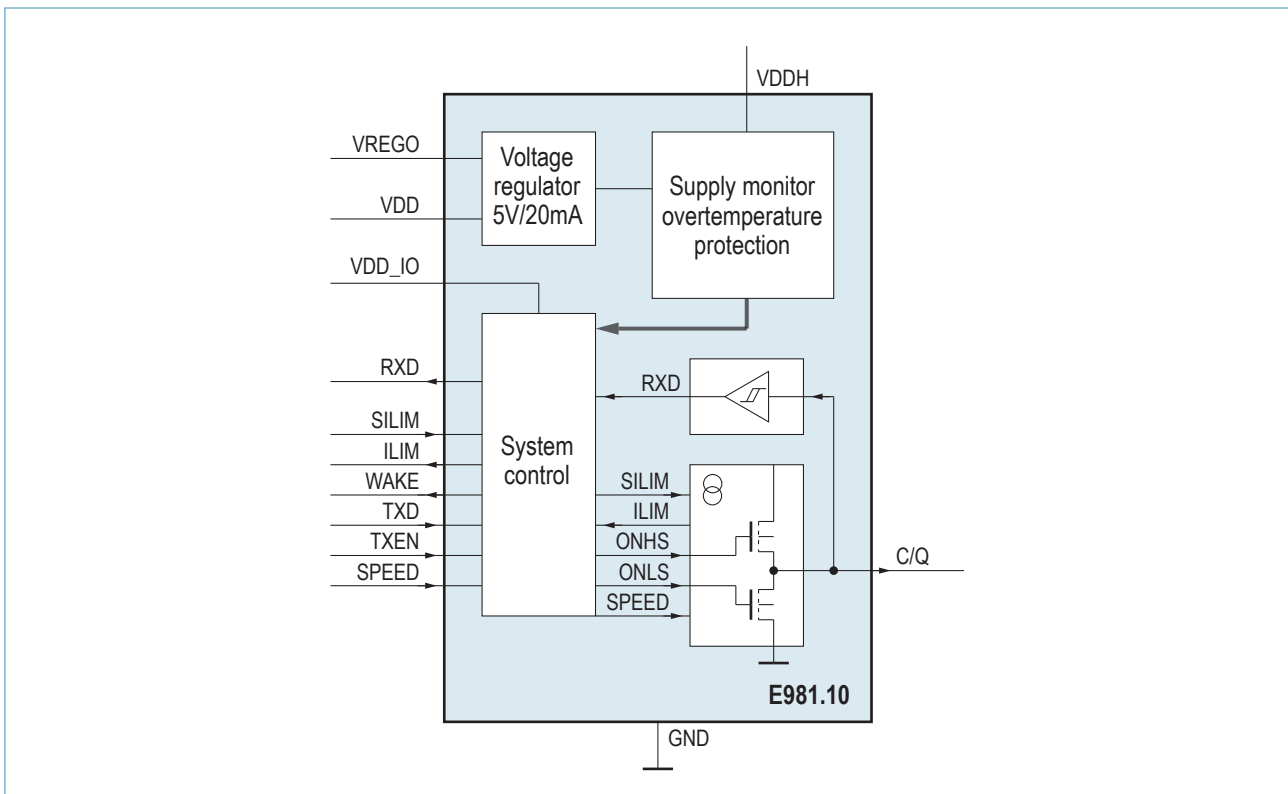 VDDH
VREGO
VDD
VDD_IO
Voltage
regulator
5V/20mA
Supply monitor
overtemperature
protection
RXD
SILIM
ILIM
WAKE
TXD
TXEN
SPEED
System
control
RXD
SILIM
ILIM
ONHS
ONLS
SPEED
C/Q
E981.10
GND